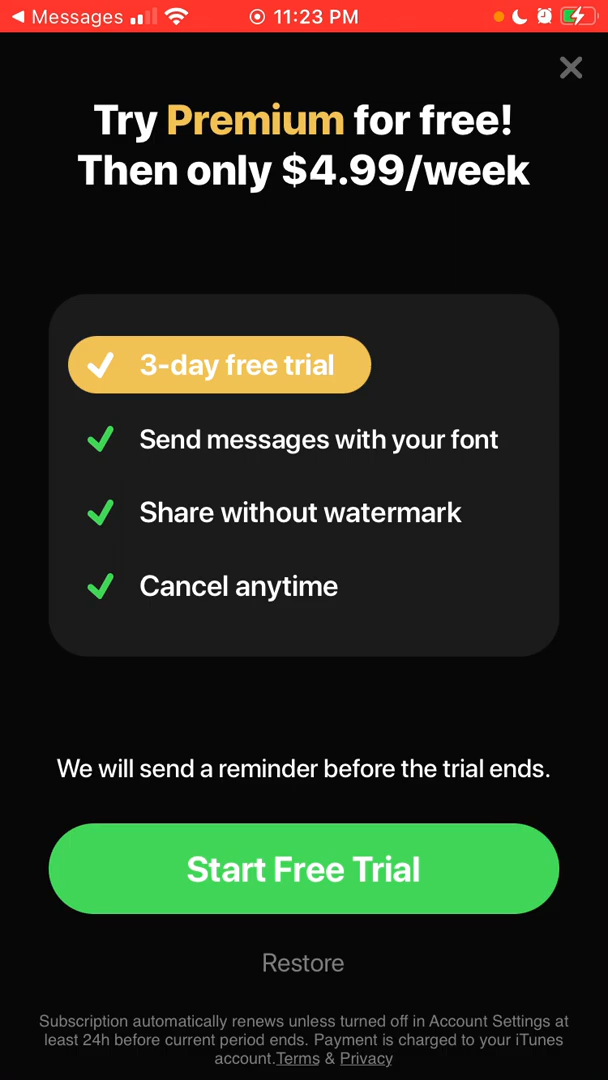 Messages 11:23 PM
Try Premium for free!
Then only $4.99/week
3-day free trial
Send messages with your font
Share without watermark
Cancel anytime
We will send a reminder before the trial ends.
Start Free Trial
Restore
Subscription automatically renews unless turned off in Account Settings at
least 24h before current period ends. Payment is charged to your iTunes
account.Terms & Privacy